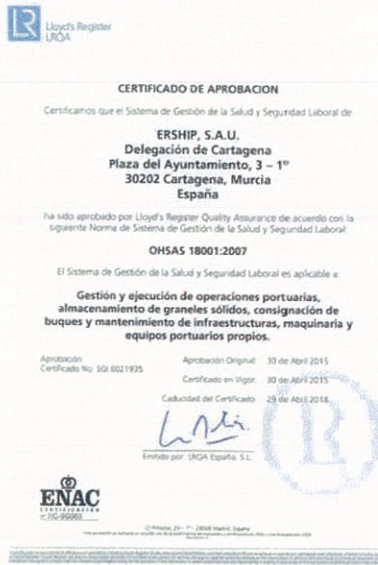 Lloyd's Register
LRQA
CERTIFICADO DE APROBACION
Certificamos que el Sistema de Gestión de la Salud y Seguridad Laboral de:
ERSHIP, S.A.U.
Delegación de Cartagena
Plaza del Ayuntamiento, 3 – 1º
30202 Cartagena, Murcia
España
ha sido aprobado por Lloyd's Register Quality Assurance de acuerdo con la
siguiente Norma de Sistema de Gestión de la Salud y Seguridad Laboral:
OHSAS 18001:2007
El Sistema de Gestión de la Salud y Seguridad Laboral es aplicable a:
Gestión y ejecución de operaciones portuarias,
almacenamiento de graneles sólidos, consignación de
buques y mantenimiento de infraestructuras, maquinaria y
equipos portuarios propios.
Aprobación
Certificado No: SGI 6021935
Aprobación Original: 30 de Abril 2015
Certificado en Vigor: 30 de Abril 2015
Caducidad del Certificado: 29 de Abril 2018
Emitido por: LRQA España, S.L.
ENAC
CERTIFICACIÓN